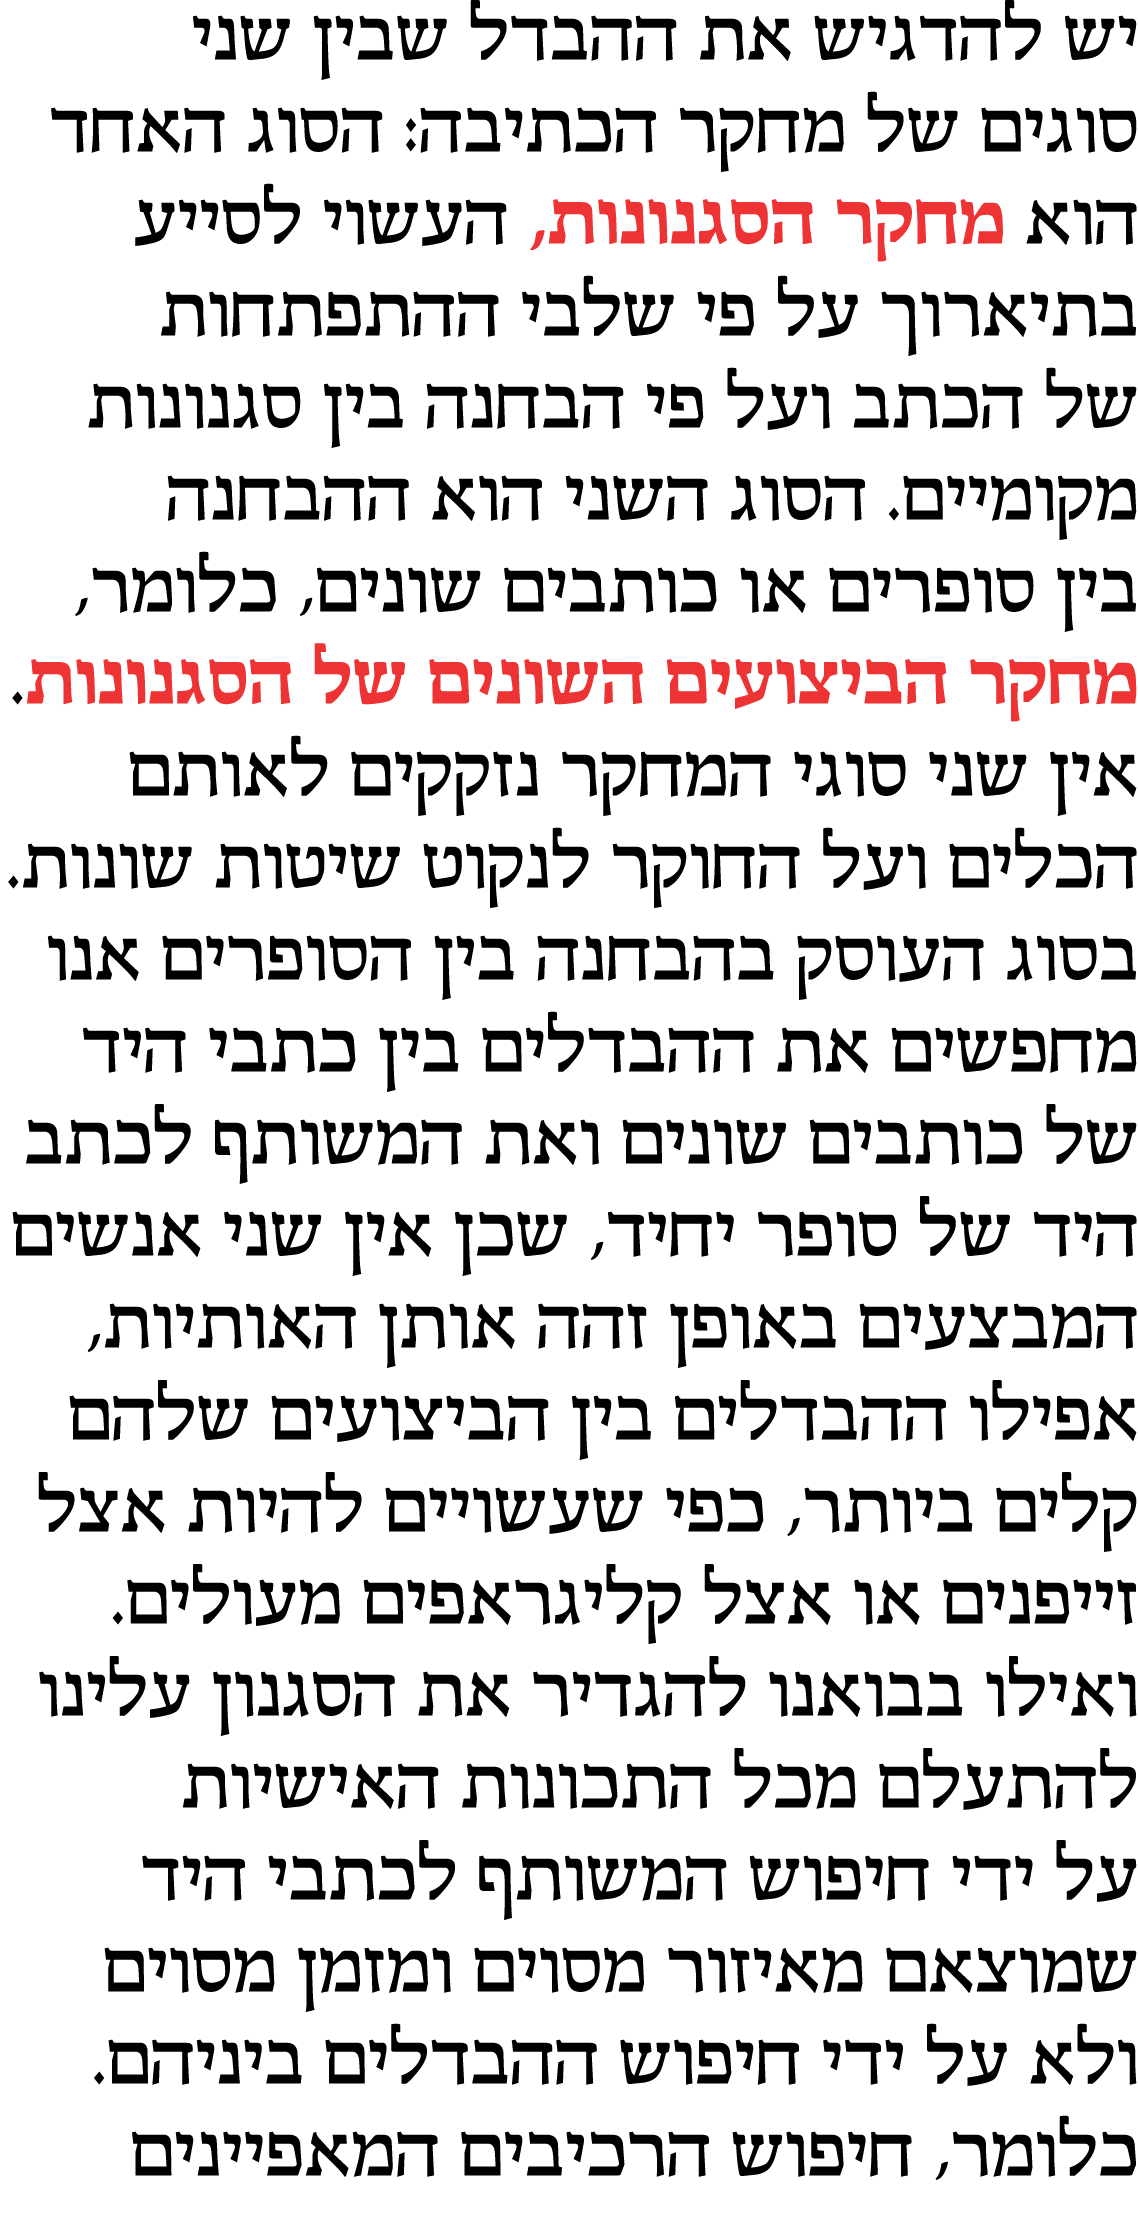 יש להדגיש את ההבדל שבין שני
סוגים של מחקר הכתיבה: הסוג האחד
הוא מחקר הסגנונות, העשוי לסייע
בתיארוך על פי שלבי ההתפתחות
של הכתב ועל פי הבחנה בין סגנונות
מקומיים. הסוג השני הוא ההבחנה
בין סופרים או כותבים שונים, כלומר,
מחקר הביצועים השונים של הסגנונות.
אין שני סוגי המחקר נזקקים לאותם
הכלים ועל החוקר לנקוט שיטות שונות.
בסוג העוסק בהבחנה בין הסופרים אנו
מחפשים את ההבדלים בין כתבי היד
של כותבים שונים ואת המשותף לכתב
היד של סופר יחיד, שכן אין שני אנשים
המבצעים באופן זהה אותן האותיות,
אפילו ההבדלים בין הביצועים שלהם
קלים ביותר, כפי שעשויים להיות אצל
זייפנים או אצל קליגראפים מעולים.
ואילו בבואנו להגדיר את הסגנון עלינו
להתעלם מכל התכונות האישיות
על ידי חיפוש המשותף לכתבי היד
שמוצאם מאיזור מסוים ומזמן מסוים
ולא על ידי חיפוש ההבדלים ביניהם.
כלומר, חיפוש הרכיבים המאפיינים